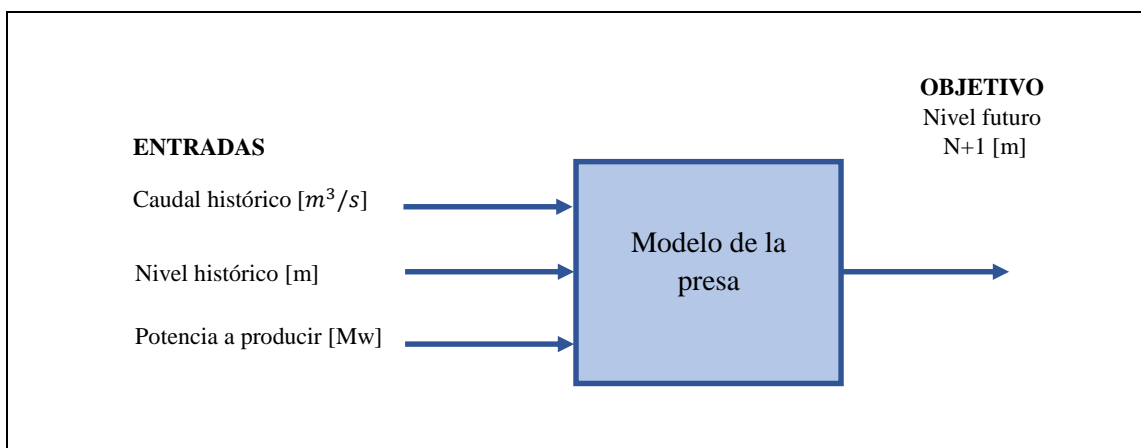 ENTRADAS
Caudal histórico [𝑚³/𝑠]
Nivel histórico [m]
Potencia a producir [Mw]
Modelo de la
presa
OBJETIVO
Nivel futuro
N+1 [m]